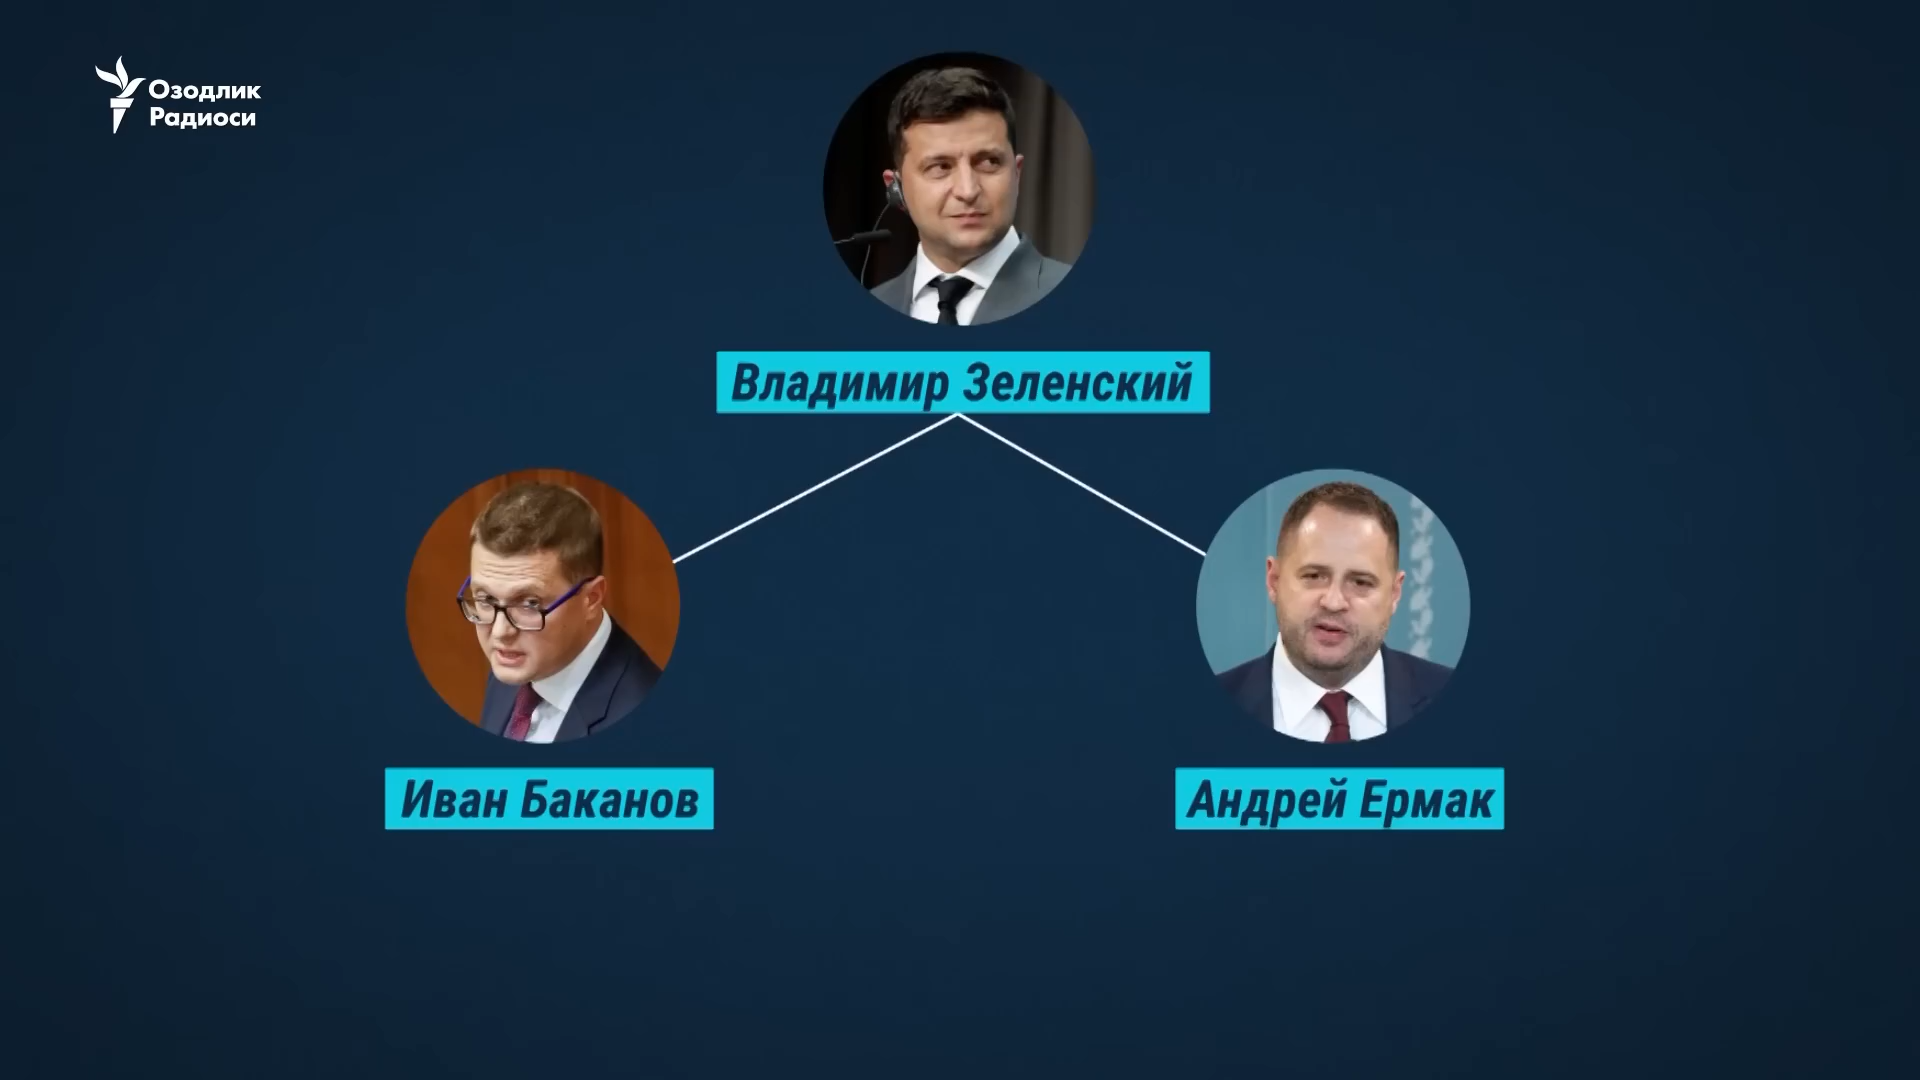 Озодлик
Радиоси
Владимир Зеленский
Иван Баканов
Андрей Ермак